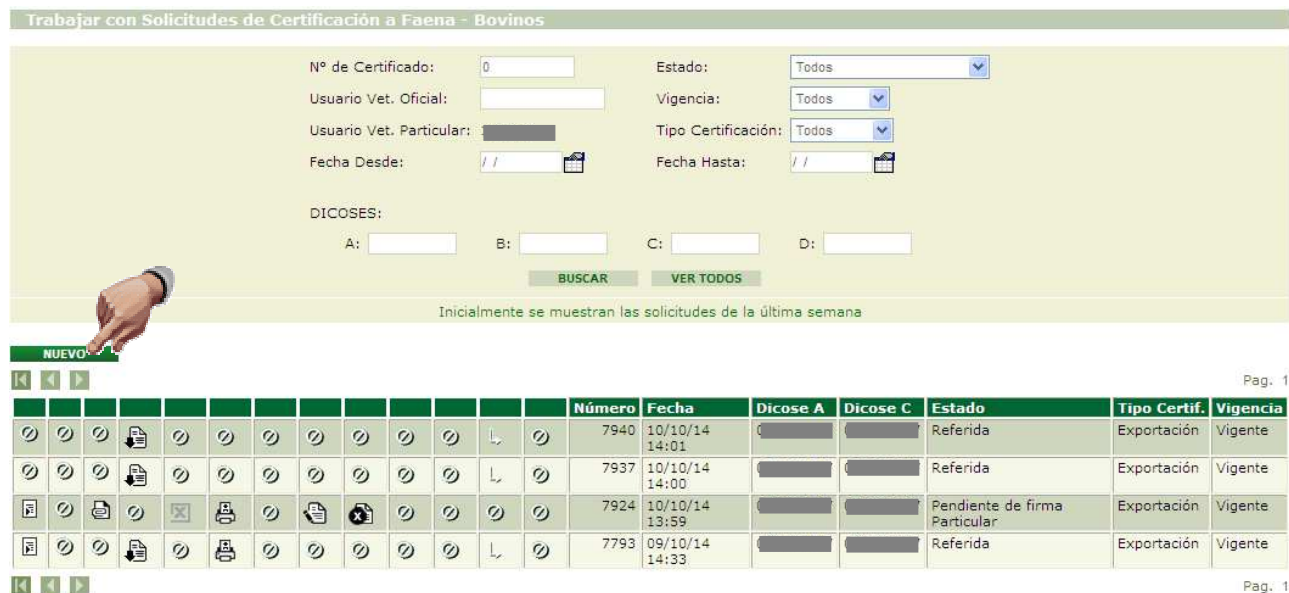 Trabajar con Solicitudes de Certificación a Faena - Bovinos
Nº de Certificado: 0 Estado: Todos
Usuario Vet. Oficial: Vigencia: Todos
Usuario Vet. Particular: Tipo Certificación: Todos
Fecha Desde: / / Fecha Hasta: / /
DICOSES:
A: B: C: D:
BUSCAR VER TODOS
Inicialmente se muestran las solicitudes de la última semana
NUEVO
Pag. 1
Número Fecha Dicose A Dicose C Estado Tipo Certif. Vigencia
7940 10/10/14 Referida Exportación Vigente
14:01
7937 10/10/14 Referida Exportación Vigente
14:00
7924 10/10/14 Pendiente de firma Exportación Vigente
13:59 Particular
7793 09/10/14 Referida Exportación Vigente
14:33
Pag. 1